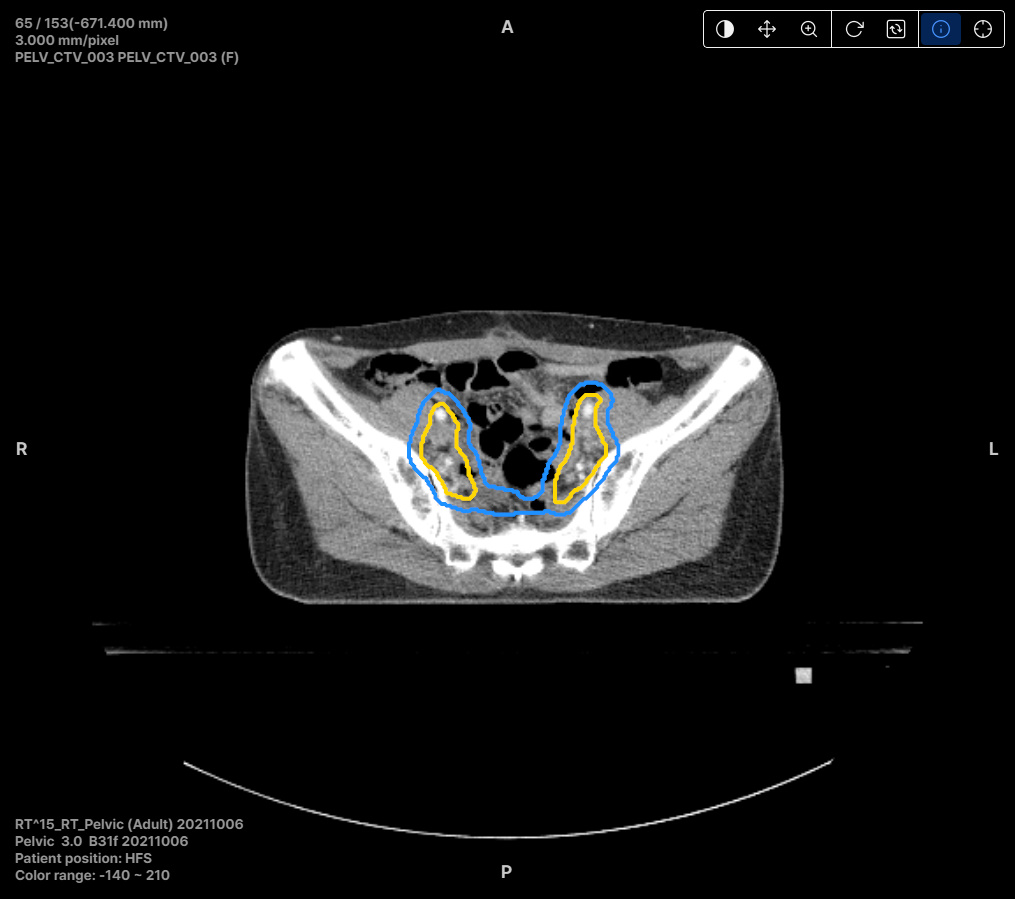 65 / 153(-671.400 mm)
3.000 mm/pixel
PELV_CTV_003 PELV_CTV_003 (F)
A
R
L
RT^15_RT_Pelvic (Adult) 20211006
Pelvic  3.0  B31f 20211006
Patient position: HFS
Color range: -140 ~ 210
P